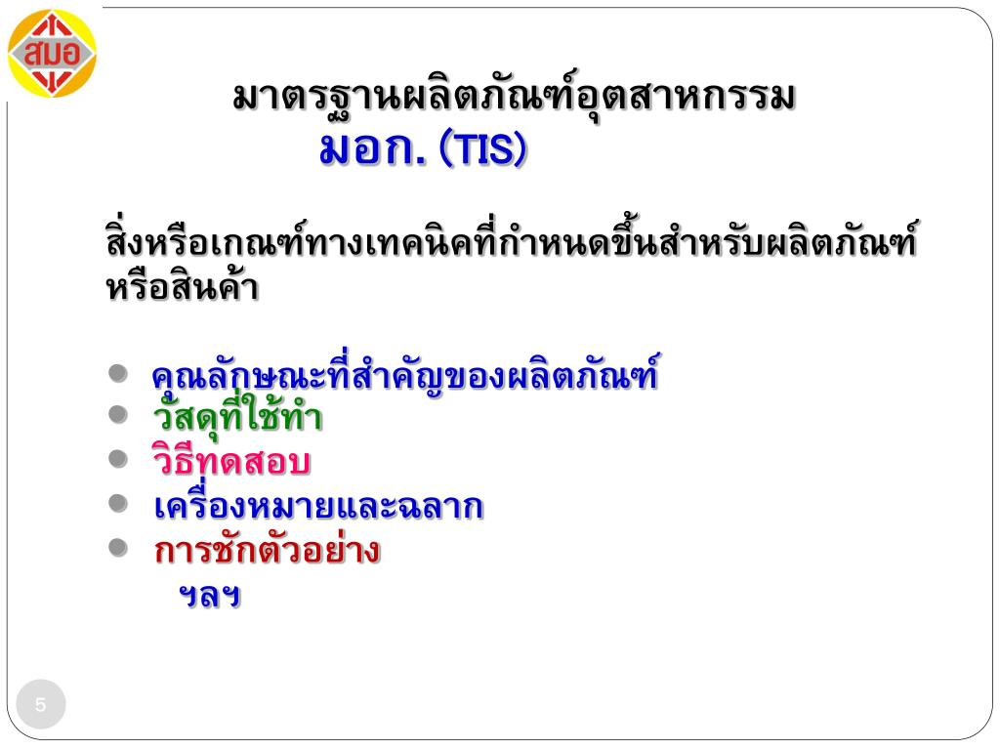 สมอ
มาตรฐานผลิตภัณฑ์อุตสาหกรรม
มอก. (TIS)
สิ่งหรือเกณฑ์ทางเทคนิคที่กำหนดขึ้นสำหรับผลิตภัณฑ์
หรือสินค้า
คุณลักษณะที่สำคัญของผลิตภัณฑ์
วัสดุที่ใช้ทำ
วิธีทดสอบ
เครื่องหมายและฉลาก
การชักตัวอย่าง
ฯลฯ
5